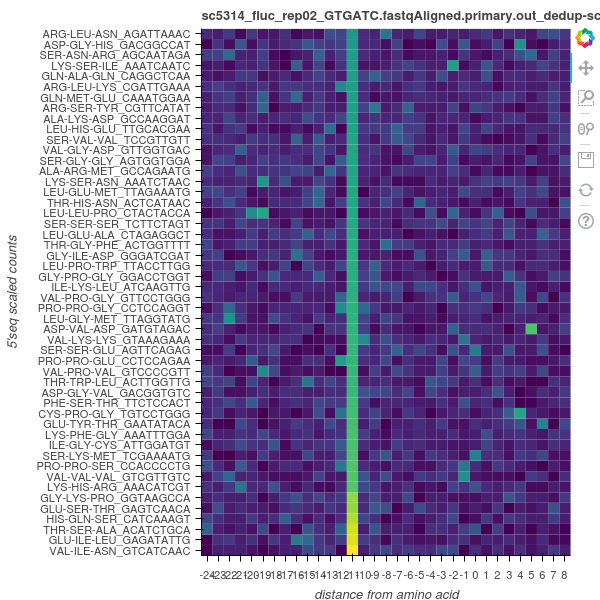 sc5314_fluc_rep02_GTGATC.fastqAligned.primary.out_dedup-sc
ARG-LEU-ASN_AGATTAAAC
ASP-GLY-HIS_GACGGCCAT
SER-ASN-ARG_AGCAATAGA
LYS-SER-ILE_AAATCAATC
GLN-ALA-GLN_CAGGCTCAA
ARG-LEU-LYS_CGATTGAAA
GLN-MET-GLU_CAAATGGAA
ARG-SER-TYR_CGTTCATAT
ALA-LYS-ASP_GCCAAGGAT
LEU-HIS-GLU_TTGCACGAA
SER-VAL-VAL_TCCGTTGTT
VAL-GLY-ASP_GTTGGTGAC
SER-GLY-GLY_AGTGGTGGA
ALA-ARG-MET_GCCAGAATG
LYS-SER-ASN_AAATCTAAC
LEU-GLU-MET_TTAGAAATG
THR-HIS-ASN_ACTCATAAC
LEU-LEU-PRO_CTACTACCA
SER-SER-SER_TCTTCTAGT
LEU-GLU-ALA_CTAGAGGCT
THR-GLY-PHE_ACTGGTTTT
GLY-ILE-ASP_GGGATCGAT
LEU-PRO-TRP_TTACCTTGG
GLY-PRO-GLY_GGACCTGGT
ILE-LYS-LEU_ATCAAGTTG
VAL-PRO-GLY_GTTCCTGGG
PRO-PRO-GLY_CCTCCAGGT
LEU-GLY-MET_TTAGGTATG
ASP-VAL-ASP_GATGTAGAC
VAL-LYS-LYS_GTAAAGAAA
SER-SER-GLU_AGTTCAGAG
PRO-PRO-GLU_CCTCCAGAA
VAL-PRO-VAL_GTCCCCGTT
THR-TRP-LEU_ACTTGGTTG
ASP-GLY-VAL_GACGGTGTC
PHE-SER-THR_TTCTCCACT
CYS-PRO-GLY_TGTCCTGGG
GLU-TYR-THR_GAATATACA
LYS-PHE-GLY_AAATTTGGA
ILE-GLY-CYS_ATTGGATGT
SER-LYS-MET_TCGAAAATG
PRO-PRO-SER_CCACCCCTG
VAL-VAL-VAL_GTCGTTGTC
LYS-HIS-ARG_AAACATCGT
GLY-LYS-PRO_GGTAAGCCA
GLU-SER-THR_GAGTCAACA
HIS-GLN-SER_CATCAAAGT
THR-SER-ALA_ACATCTGCA
GLU-ILE-LEU_GAGATATTG
VAL-ILE-ASN_GTCATCAAC
5'seq scaled counts
-24-23-22-21-20-19-18-17-16-15-14-13-12-11-10-9 -8 -7 -6 -5 -4 -3 -2 -1 0 1 2 3 4 5 6 7 8
distance from amino acid